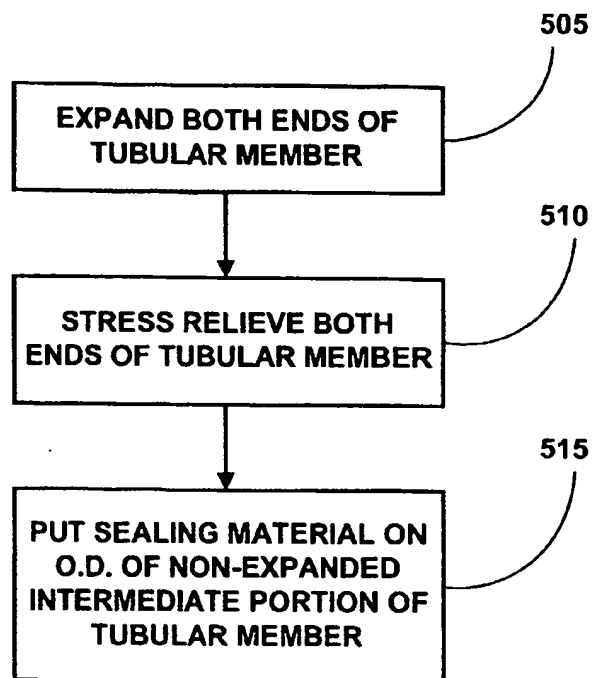 505
EXPAND BOTH ENDS OF
TUBULAR MEMBER
510
STRESS RELIEVE BOTH
ENDS OF TUBULAR MEMBER
515
PUT SEALING MATERIAL ON
O.D. OF NON-EXPANDED
INTERMEDIATE PORTION OF
TUBULAR MEMBER